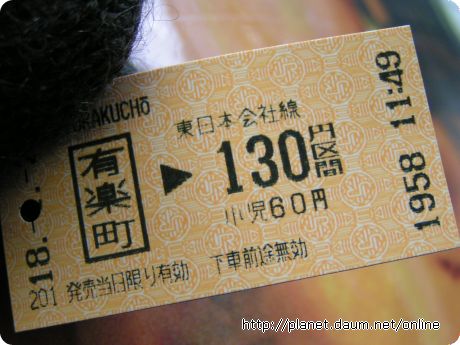 RAKUCHŌ
東日本会社線
有楽町 ▶ 130円区間
小児60円
18.-
201 発売当日限り有効 下車前途無効
1958 11:49
http://planet.daum.net/online